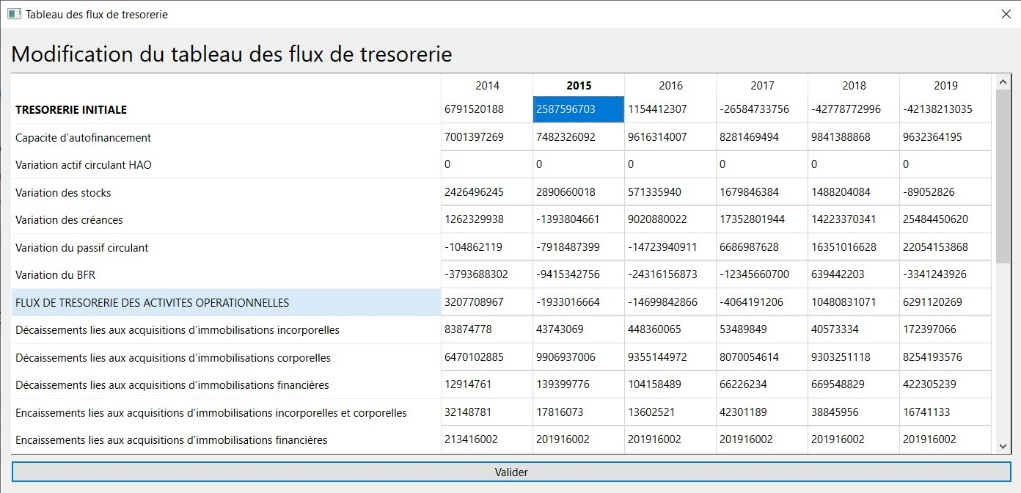 Tableau des flux de tresorerie
Modification du tableau des flux de tresorerie
2014 2015 2016 2017 2018 2019
TRESORERIE INITIALE 6791520188 2587596703 1154412307 -26584733756 -42778772996 -42138213035
Capacite d'autofinancement 7001397269 7482326092 9616314007 8281469494 9841388868 9632364195
Variation actif circulant HAO 0 0 0 0 0 0
Variation des stocks 2426496245 2890660018 571335940 1679846384 1488204084 -89052826
Variation des créances 1262329938 -1393804661 9020880022 17352801944 14223370341 25484450620
Variation du passif circulant -104862119 -7918487399 -14723940911 6686987628 16351016628 22054153868
Variation du BFR -3793688302 -9415342756 -24316156873 -12345660700 639442203 -3341243926
FLUX DE TRESORERIE DES ACTIVITES OPERATIONNELLES 3207708967 -1933016664 -14699842866 -4064191206 10480831071 6291120269
Décaissements lies aux acquisitions d'immobilisations incorporelles 83874778 43743069 448360065 53489849 40573334 172397066
Décaissements lies aux acquisitions d'immobilisations corporelles 6470102885 9906937006 9355144972 8070054614 9303251118 8254193576
Décaissements lies aux acquisitions d'immobilisations financières 12914761 139399776 104158489 66226234 669548829 422305239
Encaissements lies aux acquisitions d'immobilisations incorporelles et corporelles 32148781 17816073 13602521 42301189 38845956 16741133
Encaissements lies aux acquisitions d'immobilisations financières 213416002 201916002 201916002 201916002 201916002 201916002
Valider